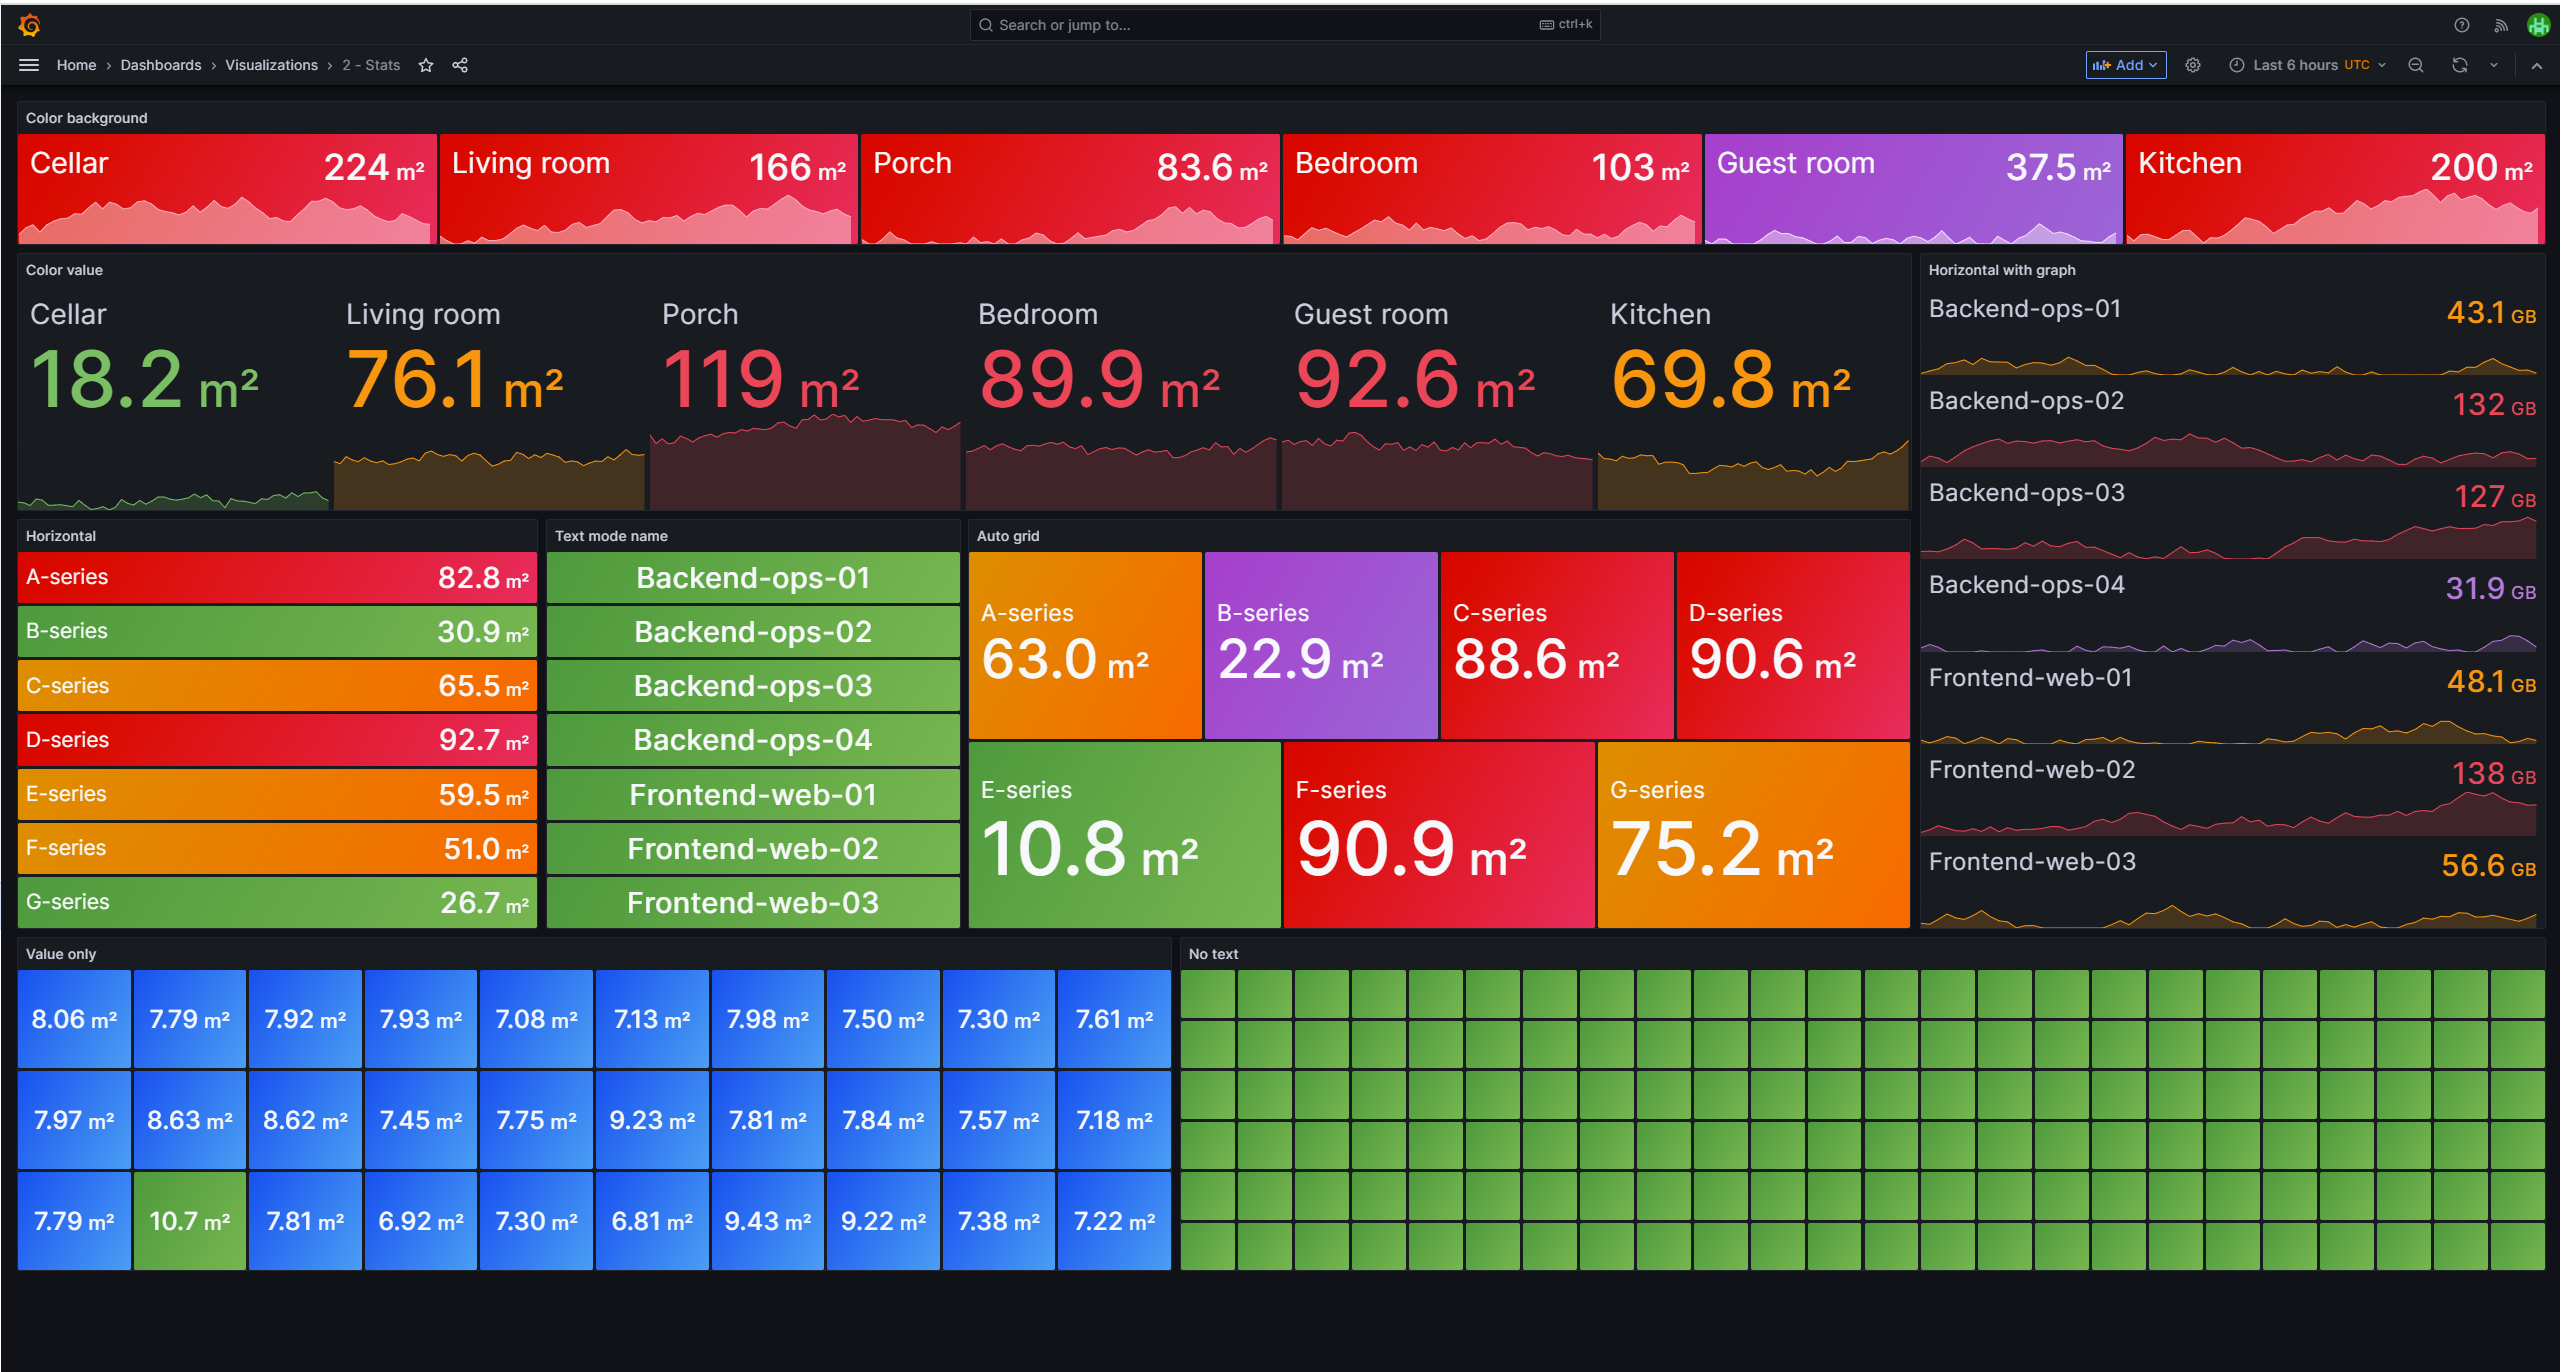 Search or jump to...
ctrl+k
Home › Dashboards › Visualizations › 2 - Stats
Add
Last 6 hours UTC
Color background
Cellar 224 m²
Living room 166 m²
Porch 83.6 m²
Bedroom 103 m²
Guest room 37.5 m²
Kitchen 200 m²
Color value
Cellar
18.2 m²
Living room
76.1 m²
Porch
119 m²
Bedroom
89.9 m²
Guest room
92.6 m²
Kitchen
69.8 m²
Horizontal with graph
Backend-ops-01 43.1 GB
Backend-ops-02 132 GB
Backend-ops-03 127 GB
Backend-ops-04 31.9 GB
Frontend-web-01 48.1 GB
Frontend-web-02 138 GB
Frontend-web-03 56.6 GB
Horizontal
A-series 82.8 m²
B-series 30.9 m²
C-series 65.5 m²
D-series 92.7 m²
E-series 59.5 m²
F-series 51.0 m²
G-series 26.7 m²
Text mode name
Backend-ops-01
Backend-ops-02
Backend-ops-03
Backend-ops-04
Frontend-web-01
Frontend-web-02
Frontend-web-03
Auto grid
A-series
63.0 m²
B-series
22.9 m²
C-series
88.6 m²
D-series
90.6 m²
E-series
10.8 m²
F-series
90.9 m²
G-series
75.2 m²
Value only
8.06 m² 7.79 m² 7.92 m² 7.93 m² 7.08 m² 7.13 m² 7.98 m² 7.50 m² 7.30 m² 7.61 m²
7.97 m² 8.63 m² 8.62 m² 7.45 m² 7.75 m² 9.23 m² 7.81 m² 7.84 m² 7.57 m² 7.18 m²
7.79 m² 10.7 m² 7.81 m² 6.92 m² 7.30 m² 6.81 m² 9.43 m² 9.22 m² 7.38 m² 7.22 m²
No text